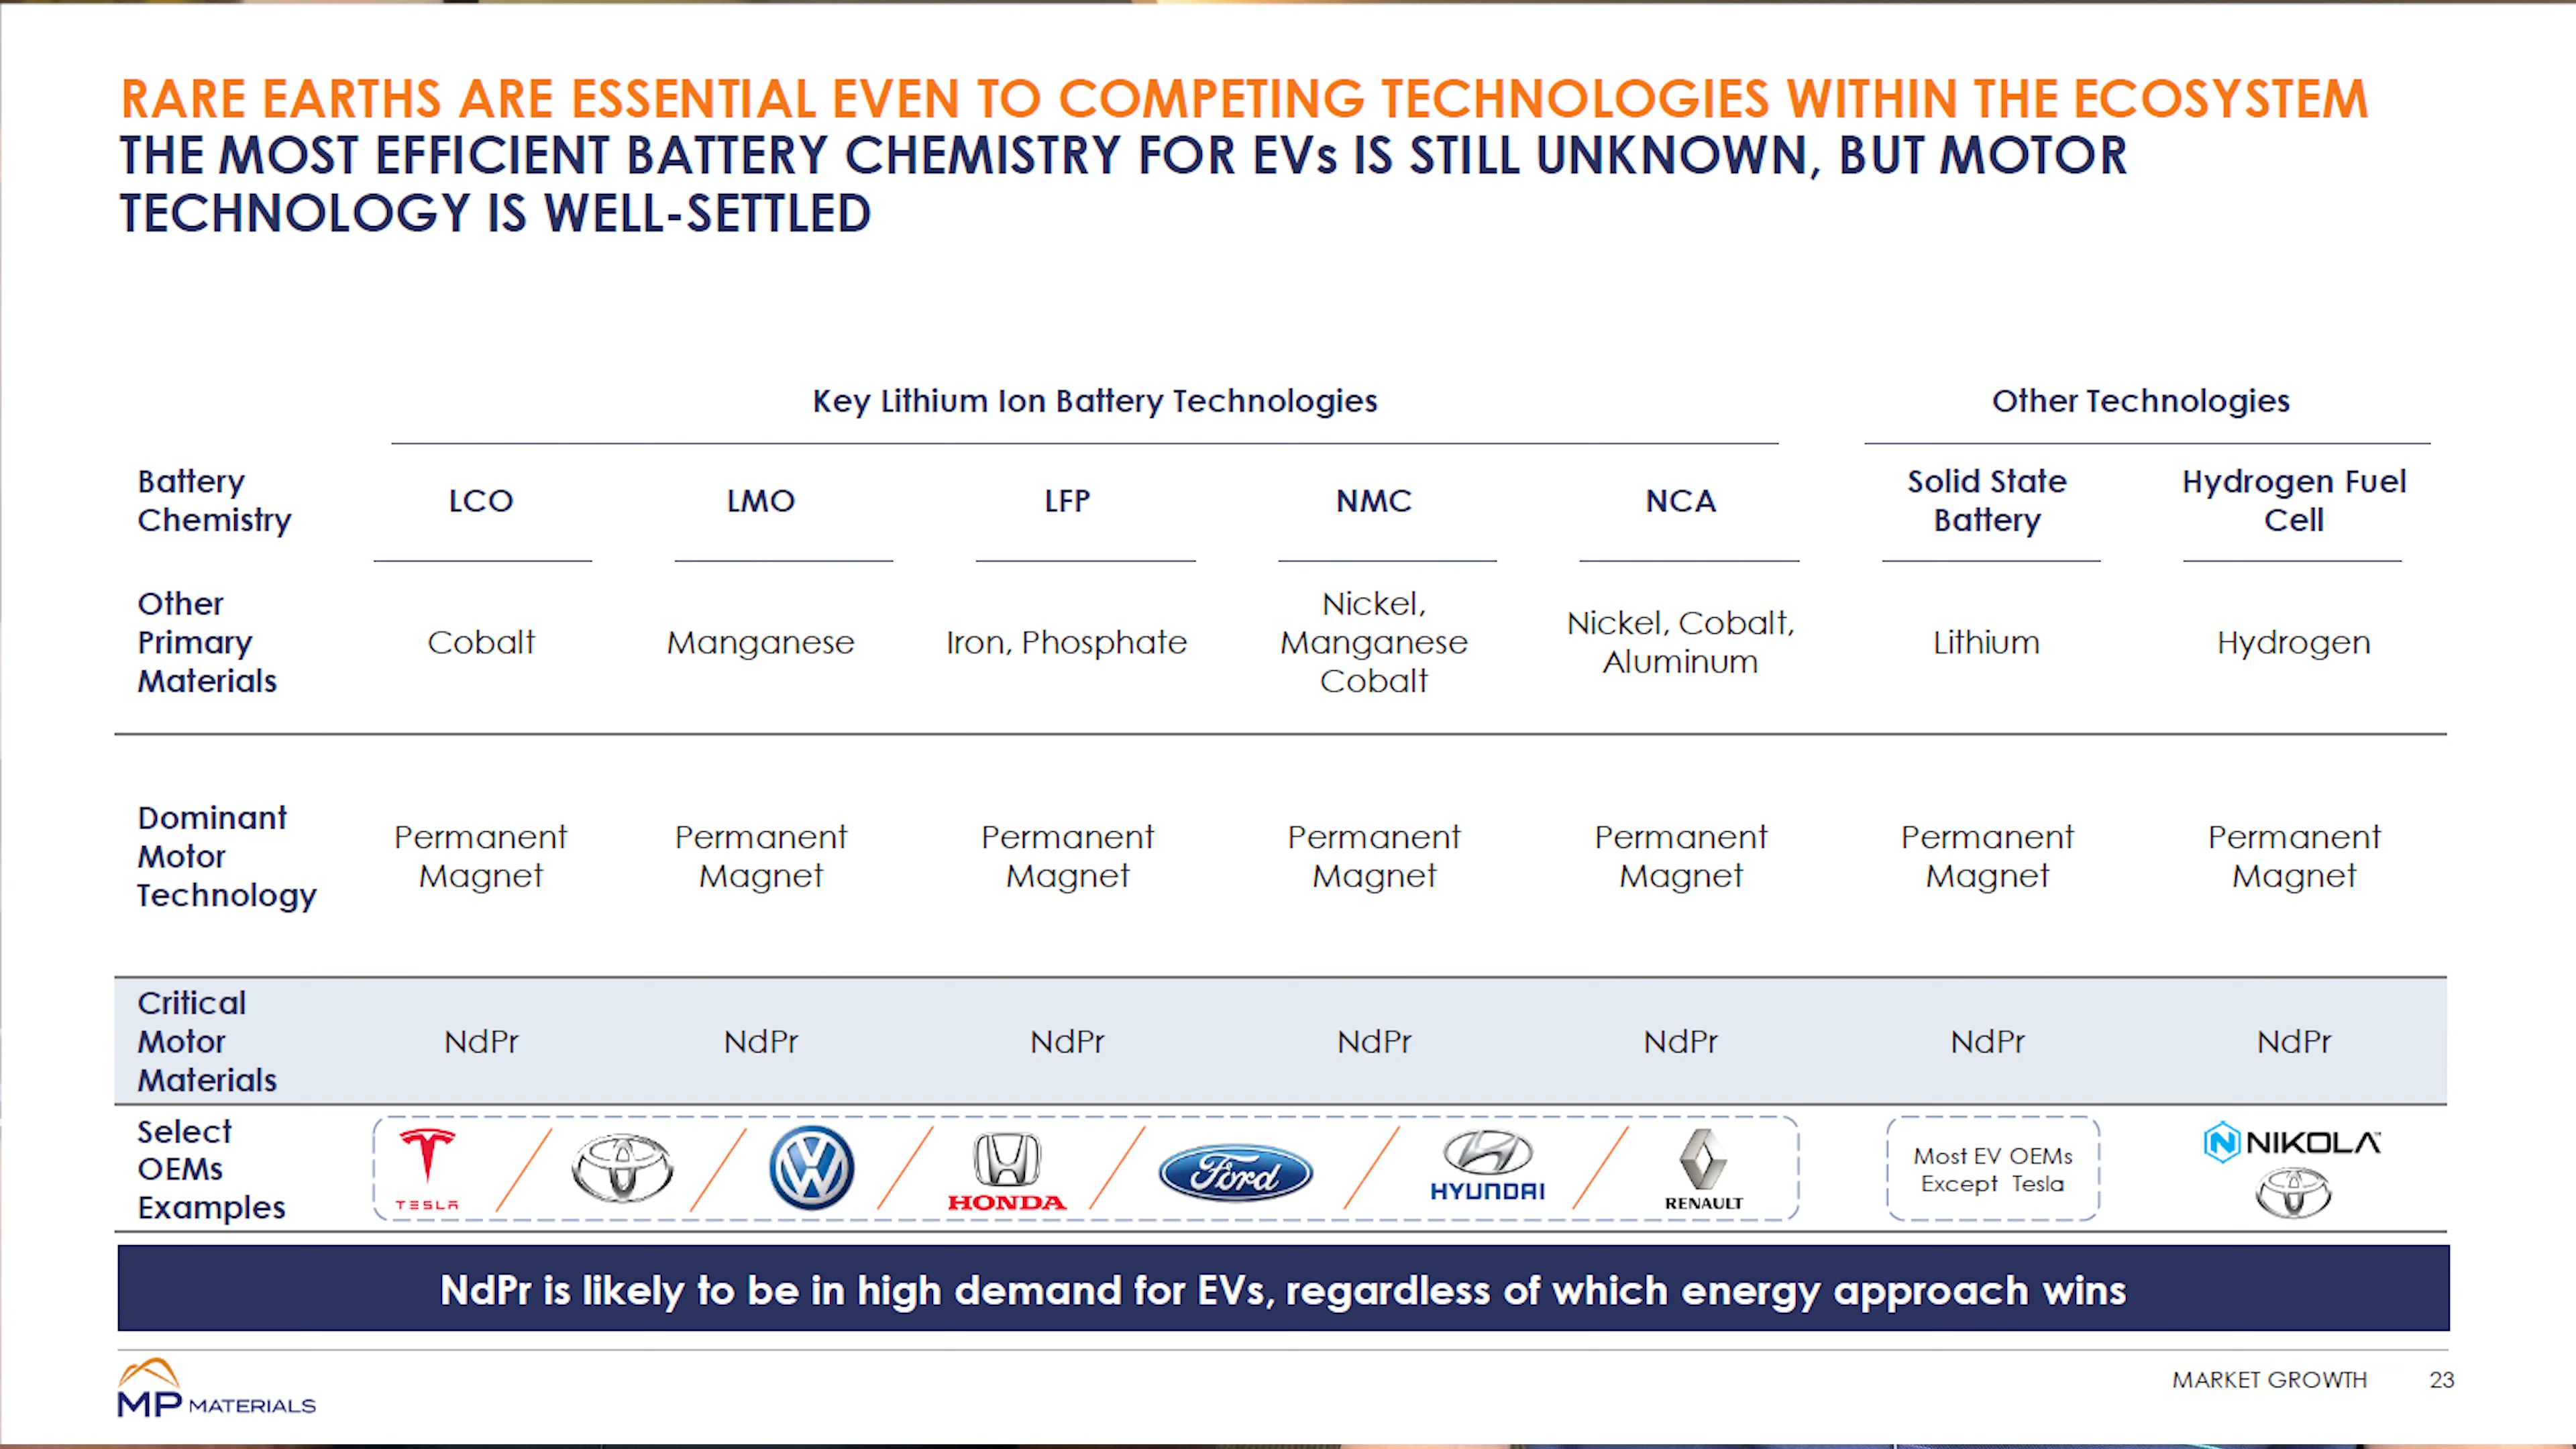 RARE EARTHS ARE ESSENTIAL EVEN TO COMPETING TECHNOLOGIES WITHIN THE ECOSYSTEM
THE MOST EFFICIENT BATTERY CHEMISTRY FOR EVs IS STILL UNKNOWN, BUT MOTOR
TECHNOLOGY IS WELL-SETTLED
Key Lithium Ion Battery Technologies
Other Technologies
Battery
Chemistry
LCO
LMO
LFP
NMC
NCA
Solid State
Battery
Hydrogen Fuel
Cell
Other
Primary
Materials
Cobalt
Manganese
Iron, Phosphate
Nickel,
Manganese
Cobalt
Nickel, Cobalt,
Aluminum
Lithium
Hydrogen
Dominant
Motor
Technology
Permanent
Magnet
Permanent
Magnet
Permanent
Magnet
Permanent
Magnet
Permanent
Magnet
Permanent
Magnet
Permanent
Magnet
Critical
Motor
Materials
NdPr
NdPr
NdPr
NdPr
NdPr
NdPr
NdPr
Select
OEMs
Examples
TESLA
HONDA
Ford
HYUNDAI
RENAULT
Most EV OEMs
Except Tesla
NIKOLA™
NdPr is likely to be in high demand for EVs, regardless of which energy approach wins
MP MATERIALS
MARKET GROWTH 23